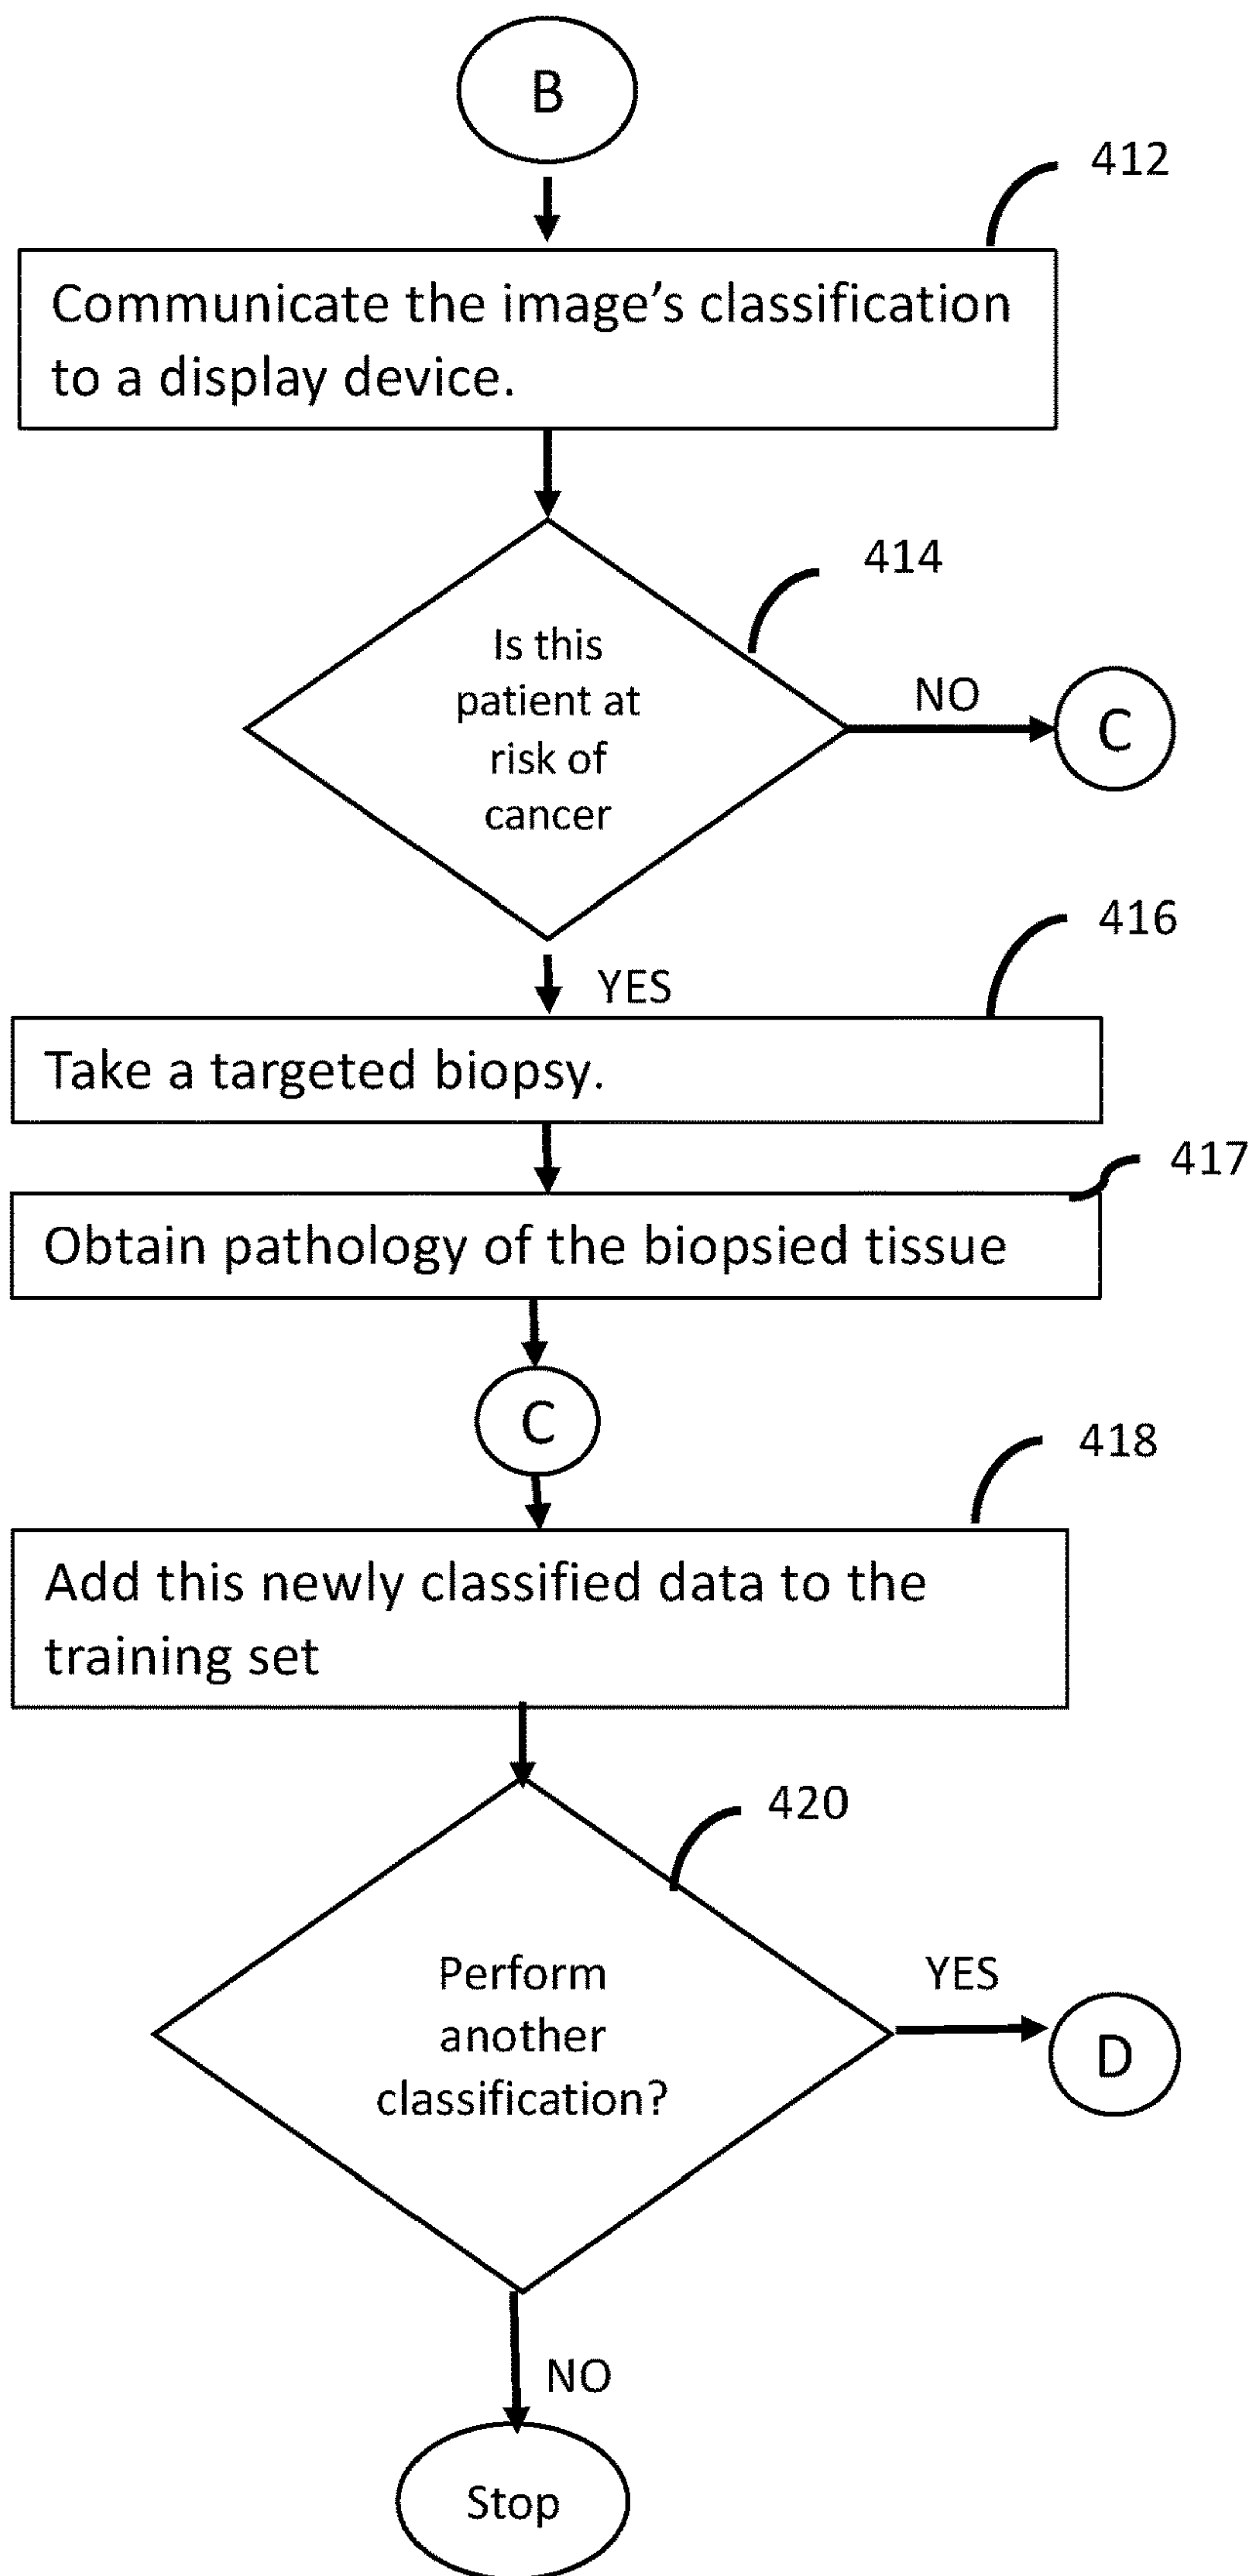 B
412
Communicate the image’s classification
to a display device.
414
Is this
patient at
risk of
cancer
NO
C
416
YES
Take a targeted biopsy.
417
Obtain pathology of the biopsied tissue
C
418
Add this newly classified data to the
training set
420
Perform
another
classification?
YES
D
NO
Stop